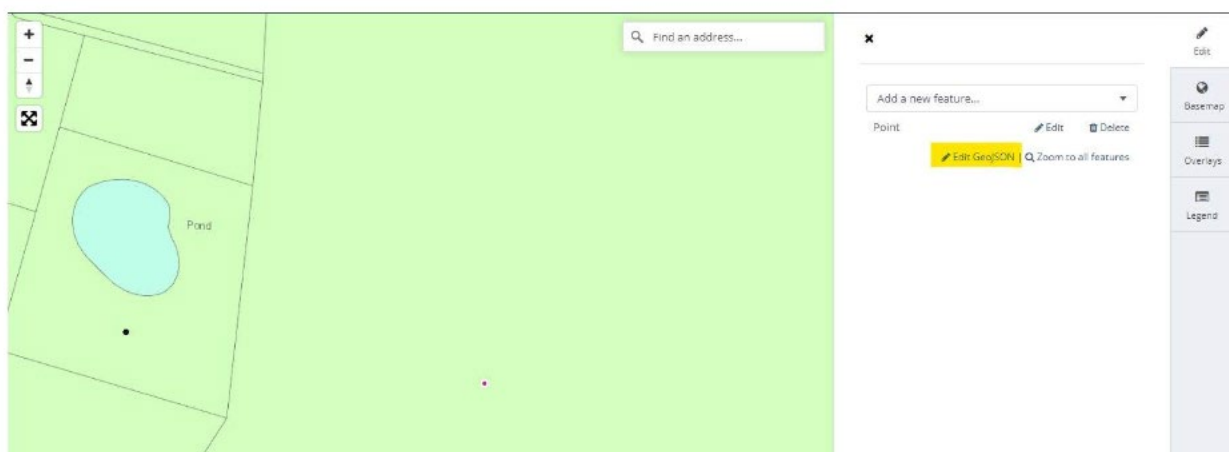 +
Find an address...
Edit
–
Add a new feature...
Basemap
Point
Edit
Delete
Edit GeoJSON | Zoom to all features
Overlays
Legend
Pond